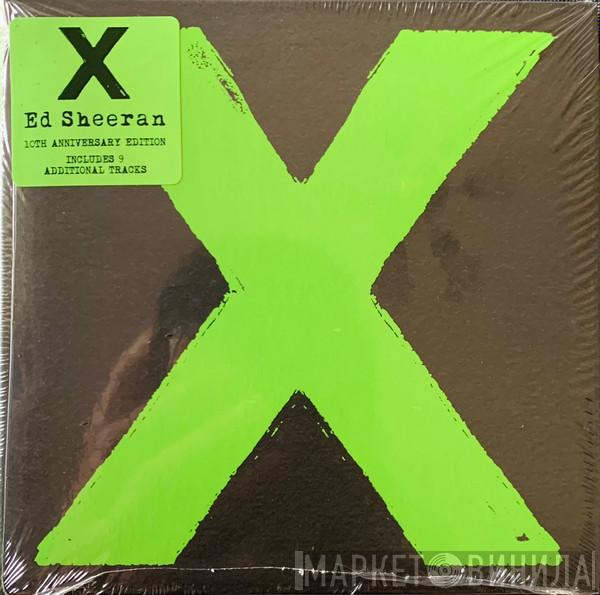 X
Ed Sheeran
10TH ANNIVERSARY EDITION
INCLUDES 9
ADDITIONAL TRACKS
X
МАРКЕТ ВИНИЛА